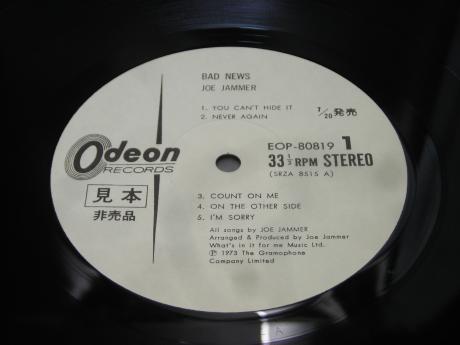 BAD NEWS
JOE JAMMER
1. YOU CAN'T HIDE IT
2. NEVER AGAIN
7/20 発売
Odeon
RECORDS
見本
非売品
EOP-80819 1
33 1/3 RPM STEREO
(SRZA 8515 A)
3. COUNT ON ME
4. ON THE OTHER SIDE
5. I'M SORRY
All songs by JOE JAMMER
Arranged & Produced by Joe Jammer
What's in it for me Music Ltd.
Ⓟ 1973 The Gramophone
Company Limited